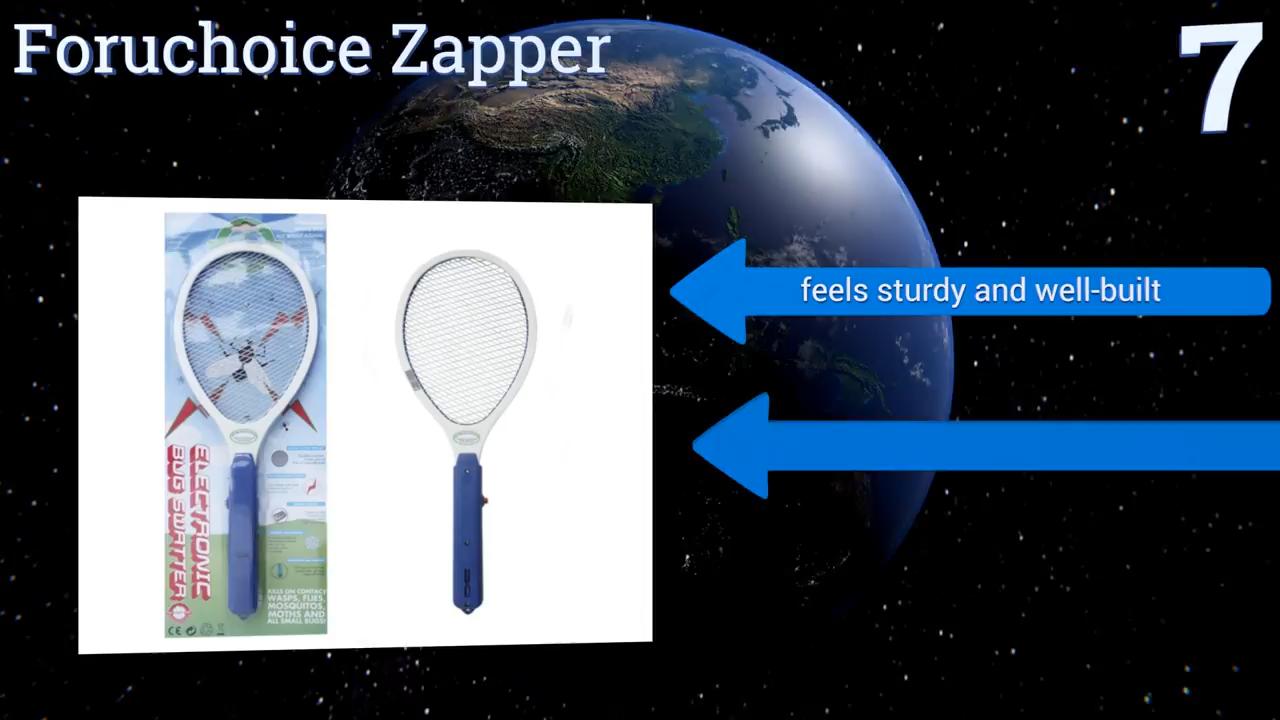 Foruchoice Zapper
7
feels sturdy and well-built
ELECTRONIC
BUG SWATTER
KILLS ON CONTACT
WASPS, FLIES,
MOSQUITOS,
MOTHS AND
ALL SMALL BUGS!